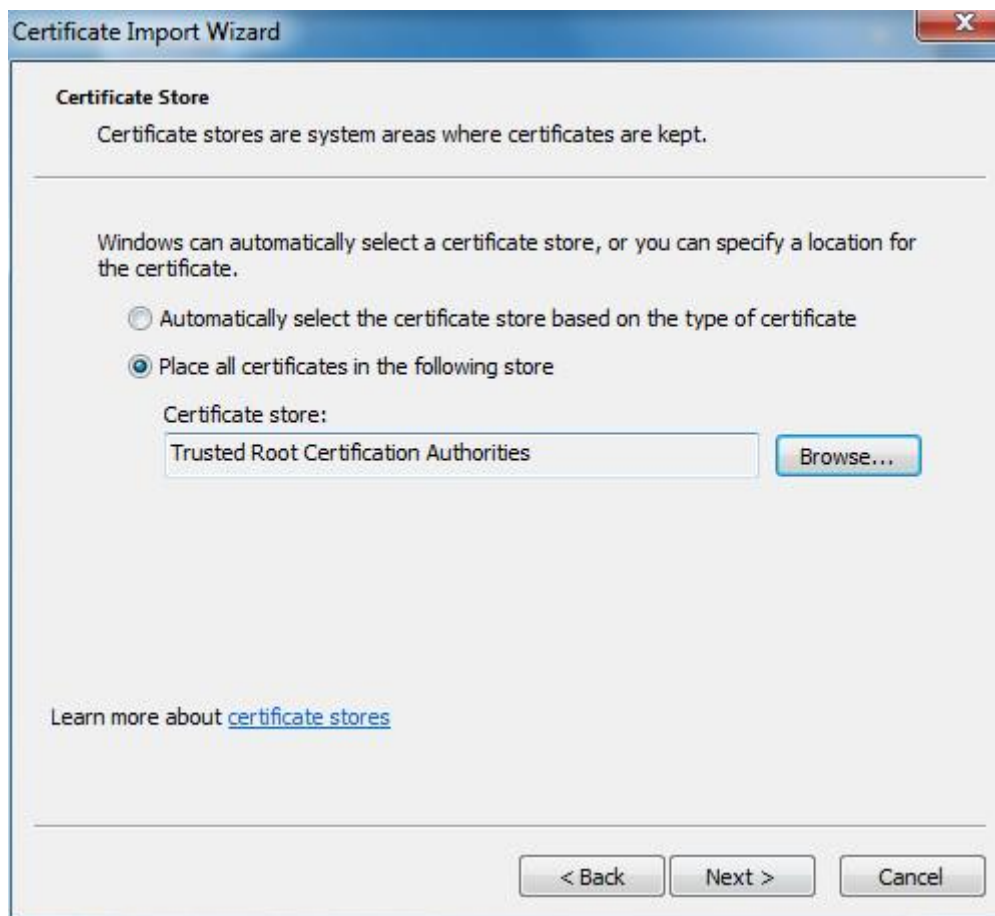 Certificate Import Wizard
Certificate Store
Certificate stores are system areas where certificates are kept.
Windows can automatically select a certificate store, or you can specify a location for
the certificate.
Automatically select the certificate store based on the type of certificate
Place all certificates in the following store
Certificate store:
Trusted Root Certification Authorities
Browse...
Learn more about certificate stores
< Back
Next >
Cancel